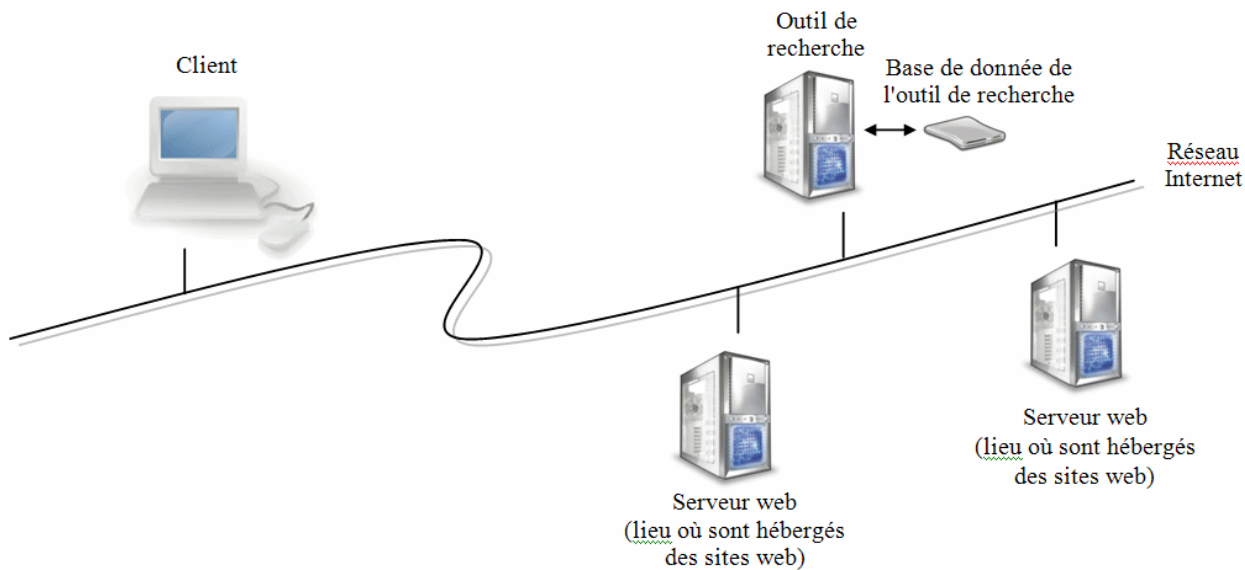 Client
Outil de
recherche
Base de donnée de
l'outil de recherche
Réseau
Internet
Serveur web
(lieu où sont hébergés
des sites web)
Serveur web
(lieu où sont hébergés
des sites web)